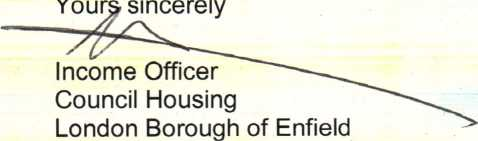 Yours sincerely
Income Officer
Council Housing
London Borough of Enfield